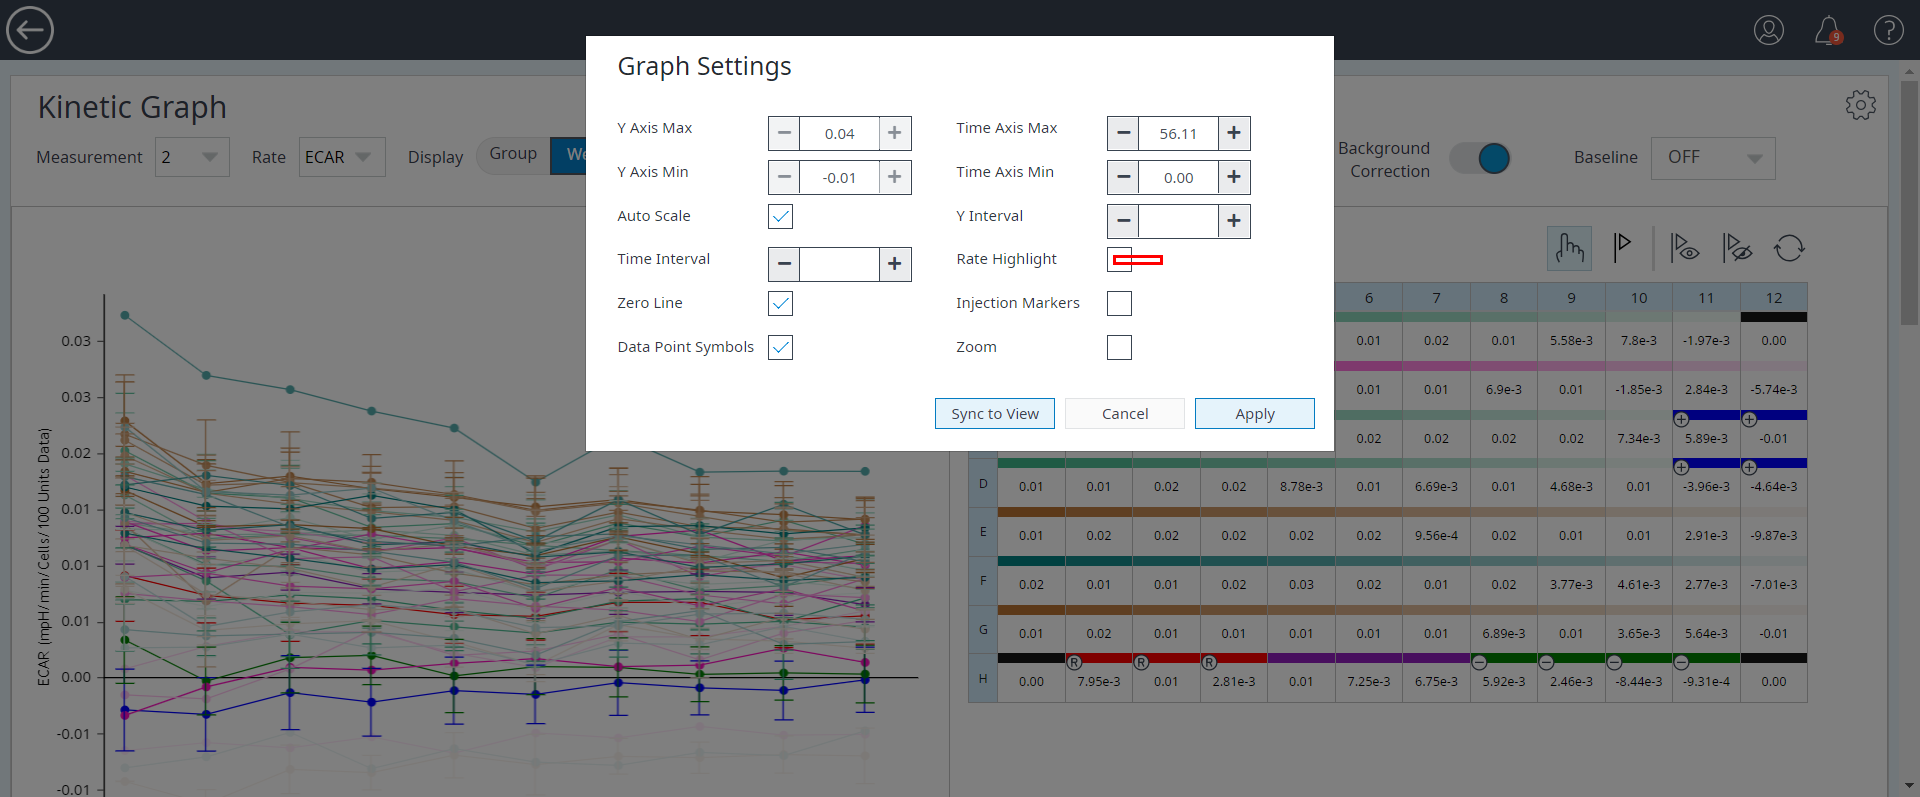 9
Kinetic Graph
Measurement 2 Rate ECAR Display Group We
Background Correction
Baseline OFF
Graph Settings
Y Axis Max 0.04 Time Axis Max 56.11
Y Axis Min -0.01 Time Axis Min 0.00
Auto Scale Y Interval
Time Interval Rate Highlight
Zero Line Injection Markers
Data Point Symbols Zoom
Sync to View Cancel Apply
ECAR (mpH/min/Cells/100 Units Data)
0.03
0.03
0.02
0.01
0.01
0.01
0.00
-0.01
-0.01
6 7 8 9 10 11 12
0.01 0.02 0.01 5.58e-3 7.8e-3 -1.97e-3 0.00
0.01 0.01 6.9e-3 0.01 -1.85e-3 2.84e-3 -5.74e-3
0.02 0.02 0.02 0.02 7.34e-3 5.89e-3 -0.01
D 0.01 0.01 0.02 0.02 8.78e-3 0.01 6.69e-3 0.01 4.68e-3 0.01 -3.96e-3 -4.64e-3
E 0.01 0.02 0.02 0.02 0.02 0.02 9.56e-4 0.02 0.01 0.01 2.91e-3 -9.87e-3
F 0.02 0.01 0.01 0.02 0.03 0.02 0.01 0.02 3.77e-3 4.61e-3 2.77e-3 -7.01e-3
G 0.01 0.02 0.01 0.01 0.01 0.01 0.01 6.89e-3 0.01 3.65e-3 5.64e-3 -0.01
R R R
H 0.00 7.95e-3 0.01 2.81e-3 0.01 7.25e-3 6.75e-3 5.92e-3 2.46e-3 -8.44e-3 -9.31e-4 0.00